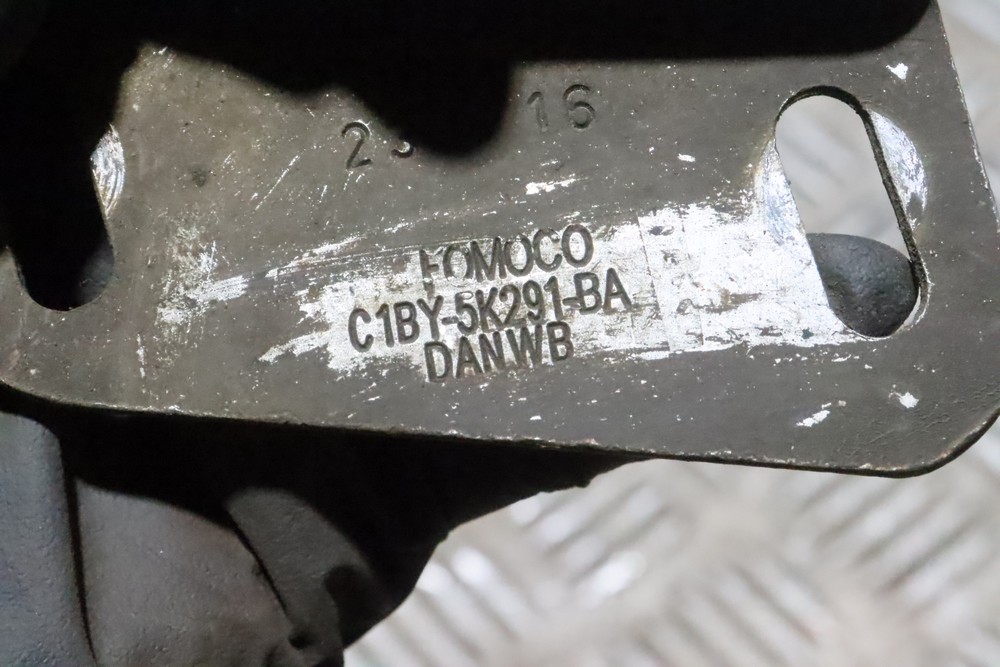 16
FOMOCO
C1BY-5K291-BA
DANWB